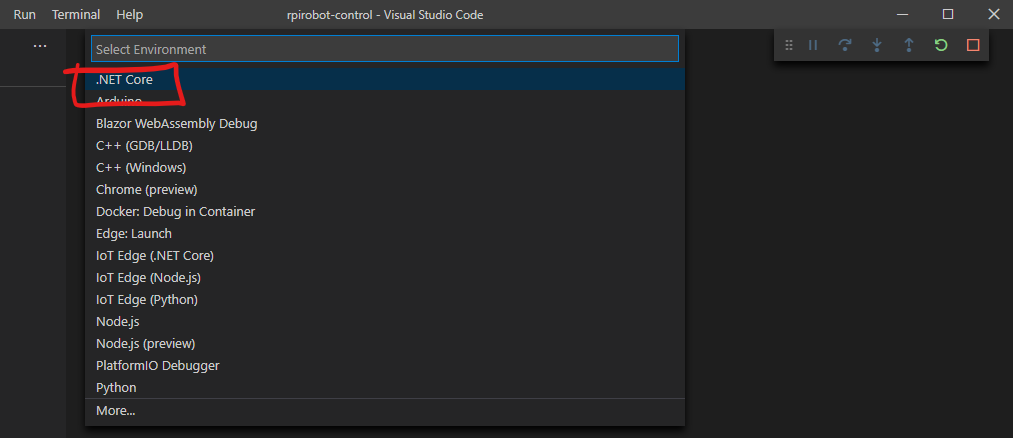 Run Terminal Help rpirobot-control - Visual Studio Code
Select Environment
.NET Core
Arduino
Blazor WebAssembly Debug
C++ (GDB/LLDB)
C++ (Windows)
Chrome (preview)
Docker: Debug in Container
Edge: Launch
IoT Edge (.NET Core)
IoT Edge (Node.js)
IoT Edge (Python)
Node.js
Node.js (preview)
PlatformIO Debugger
Python
More...